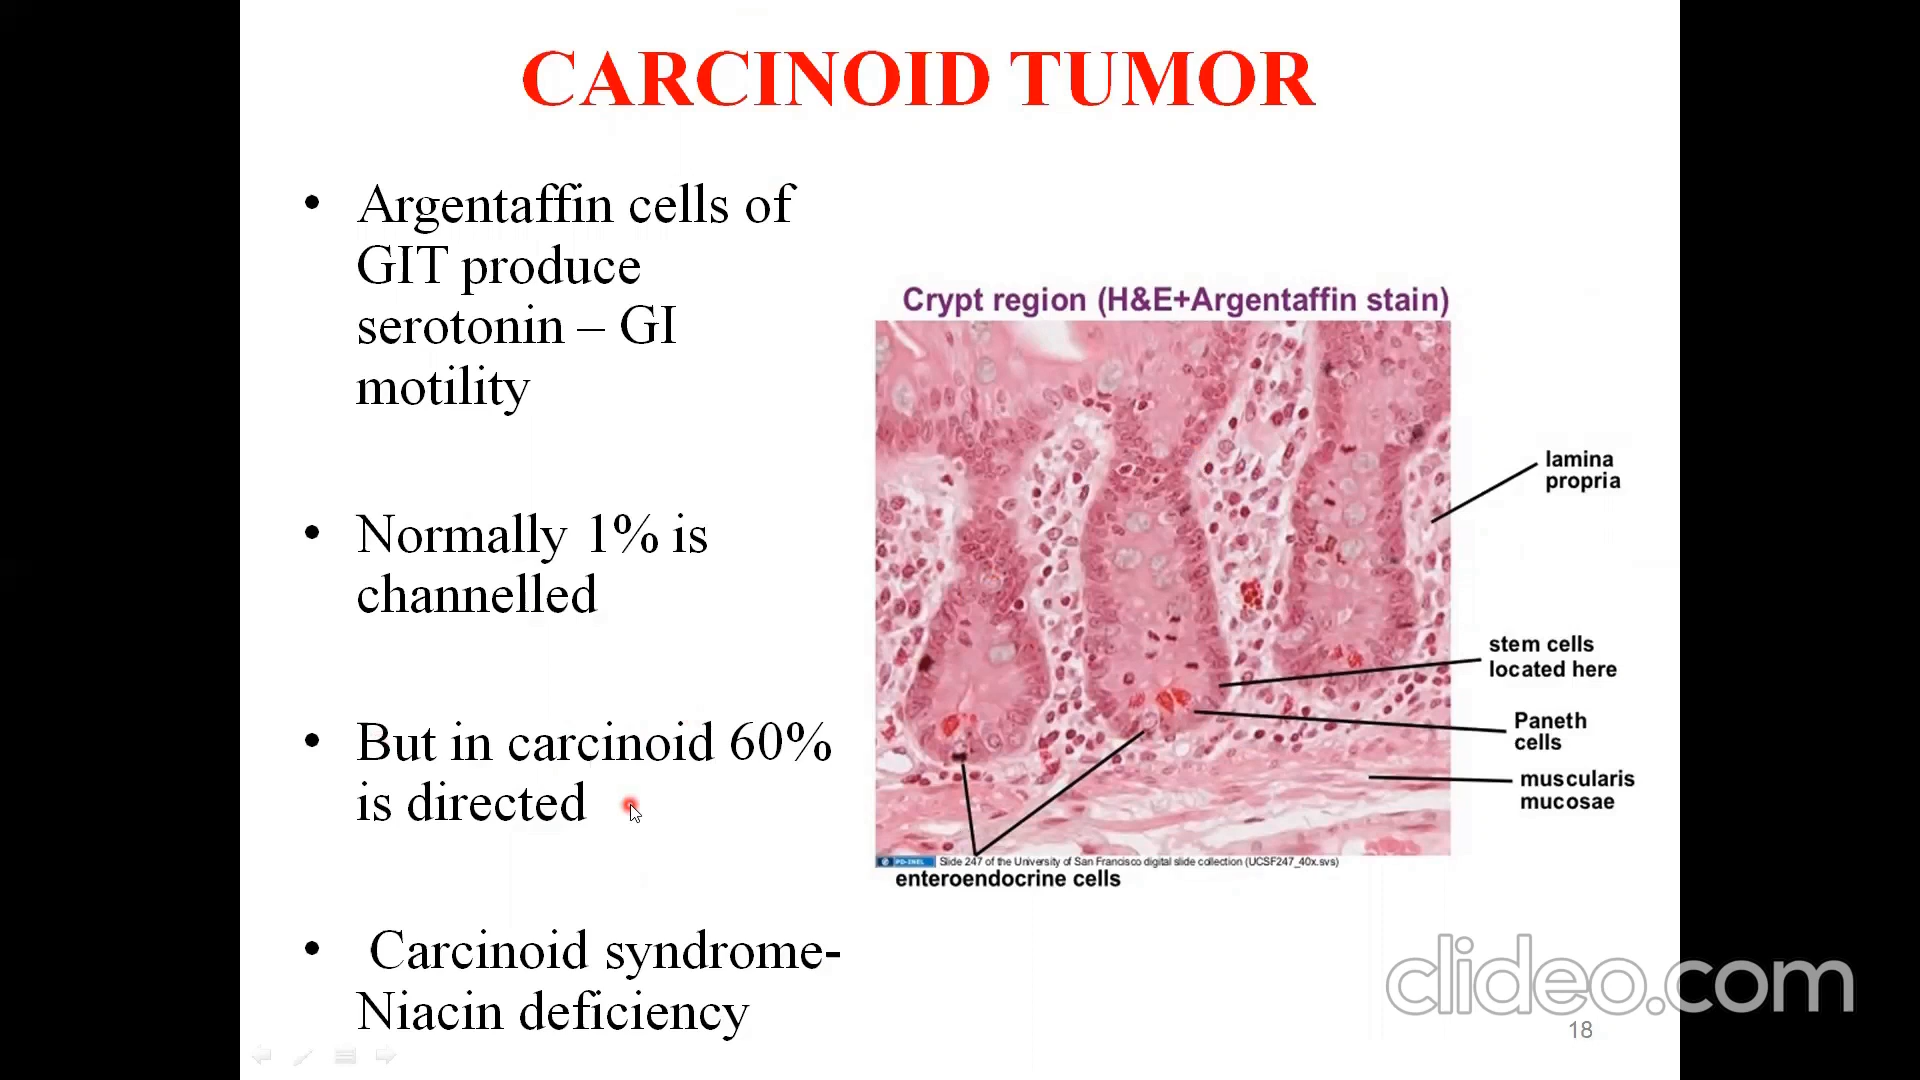 CARCINOID TUMOR
• Argentaffin cells of
GIT produce
serotonin – GI
motility
• Normally 1% is
channelled
• But in carcinoid 60%
is directed
• Carcinoid syndrome-
Niacin deficiency
Crypt region (H&E+Argentaffin stain)
lamina
propria
stem cells
located here
Paneth
cells
muscularis
mucosae
Slide 247 of the University of San Francisco digital slide collection (UCSF247_40x.svs)
enteroendocrine cells
clideo.com
18